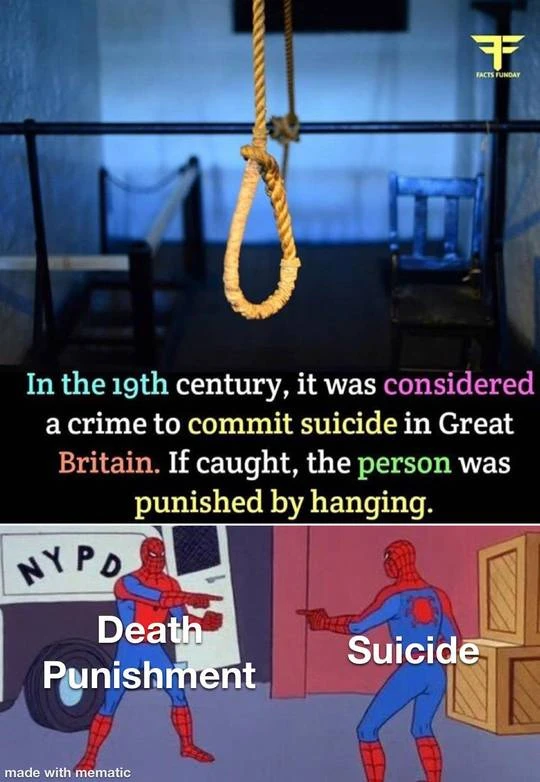 FACTS FUNDAY
In the 19th century, it was considered
a crime to commit suicide in Great
Britain. If caught, the person was
punished by hanging.
NYPD
Death
Punishment
Suicide
made with mematic